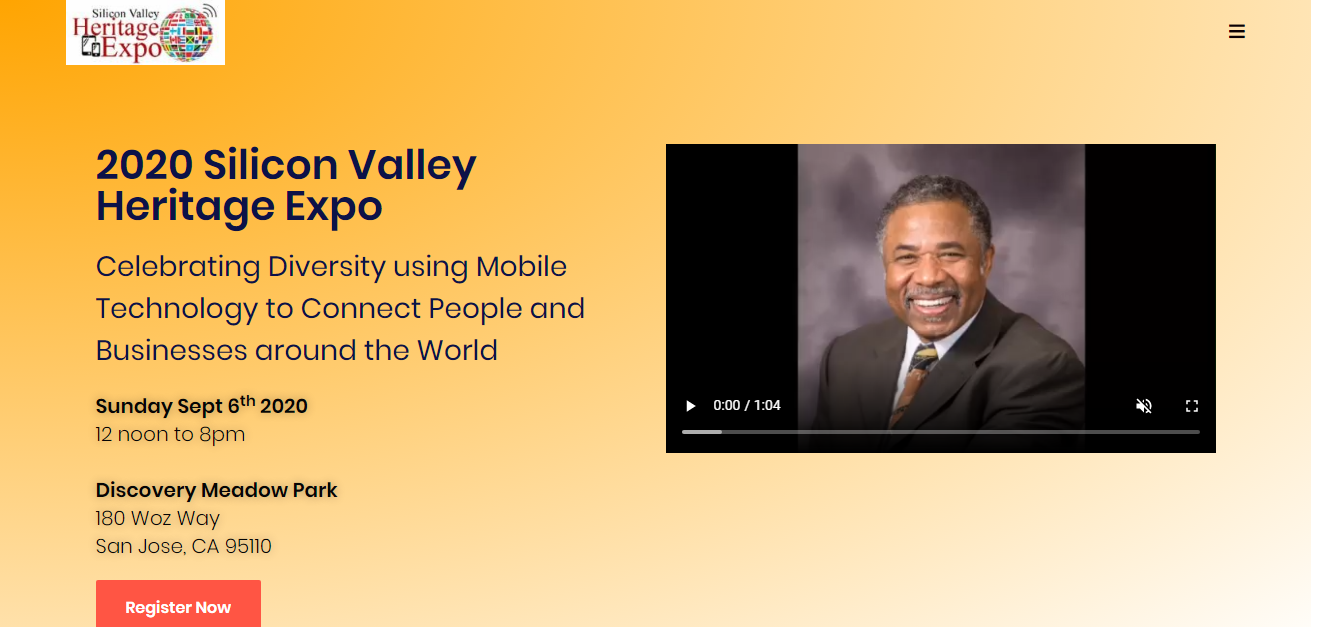 Silicon Valley
Heritage
Expo
2020 Silicon Valley
Heritage Expo
Celebrating Diversity using Mobile
Technology to Connect People and
Businesses around the World
Sunday Sept 6th 2020
12 noon to 8pm
Discovery Meadow Park
180 Woz Way
San Jose, CA 95110
Register Now
0:00 / 1:04